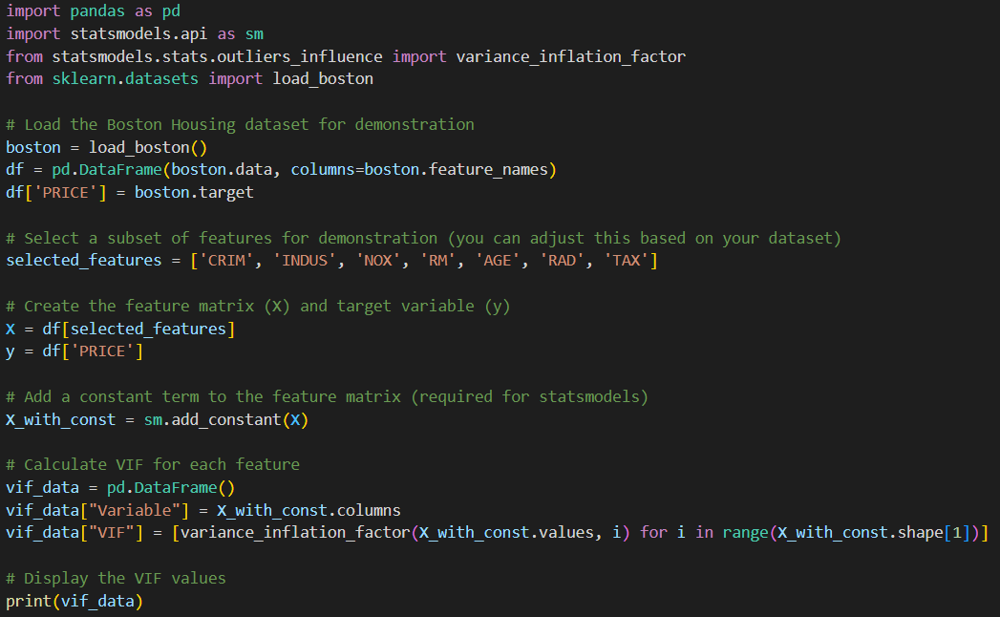 import pandas as pd
import statsmodels.api as sm
from statsmodels.stats.outliers_influence import variance_inflation_factor
from sklearn.datasets import load_boston
# Load the Boston Housing dataset for demonstration
boston = load_boston()
df = pd.DataFrame(boston.data, columns=boston.feature_names)
df['PRICE'] = boston.target
# Select a subset of features for demonstration (you can adjust this based on your dataset)
selected_features = ['CRIM', 'INDUS', 'NOX', 'RM', 'AGE', 'RAD', 'TAX']
# Create the feature matrix (X) and target variable (y)
X = df[selected_features]
y = df['PRICE']
# Add a constant term to the feature matrix (required for statsmodels)
X_with_const = sm.add_constant(X)
# Calculate VIF for each feature
vif_data = pd.DataFrame()
vif_data["Variable"] = X_with_const.columns
vif_data["VIF"] = [variance_inflation_factor(X_with_const.values, i) for i in range(X_with_const.shape[1])]
# Display the VIF values
print(vif_data)